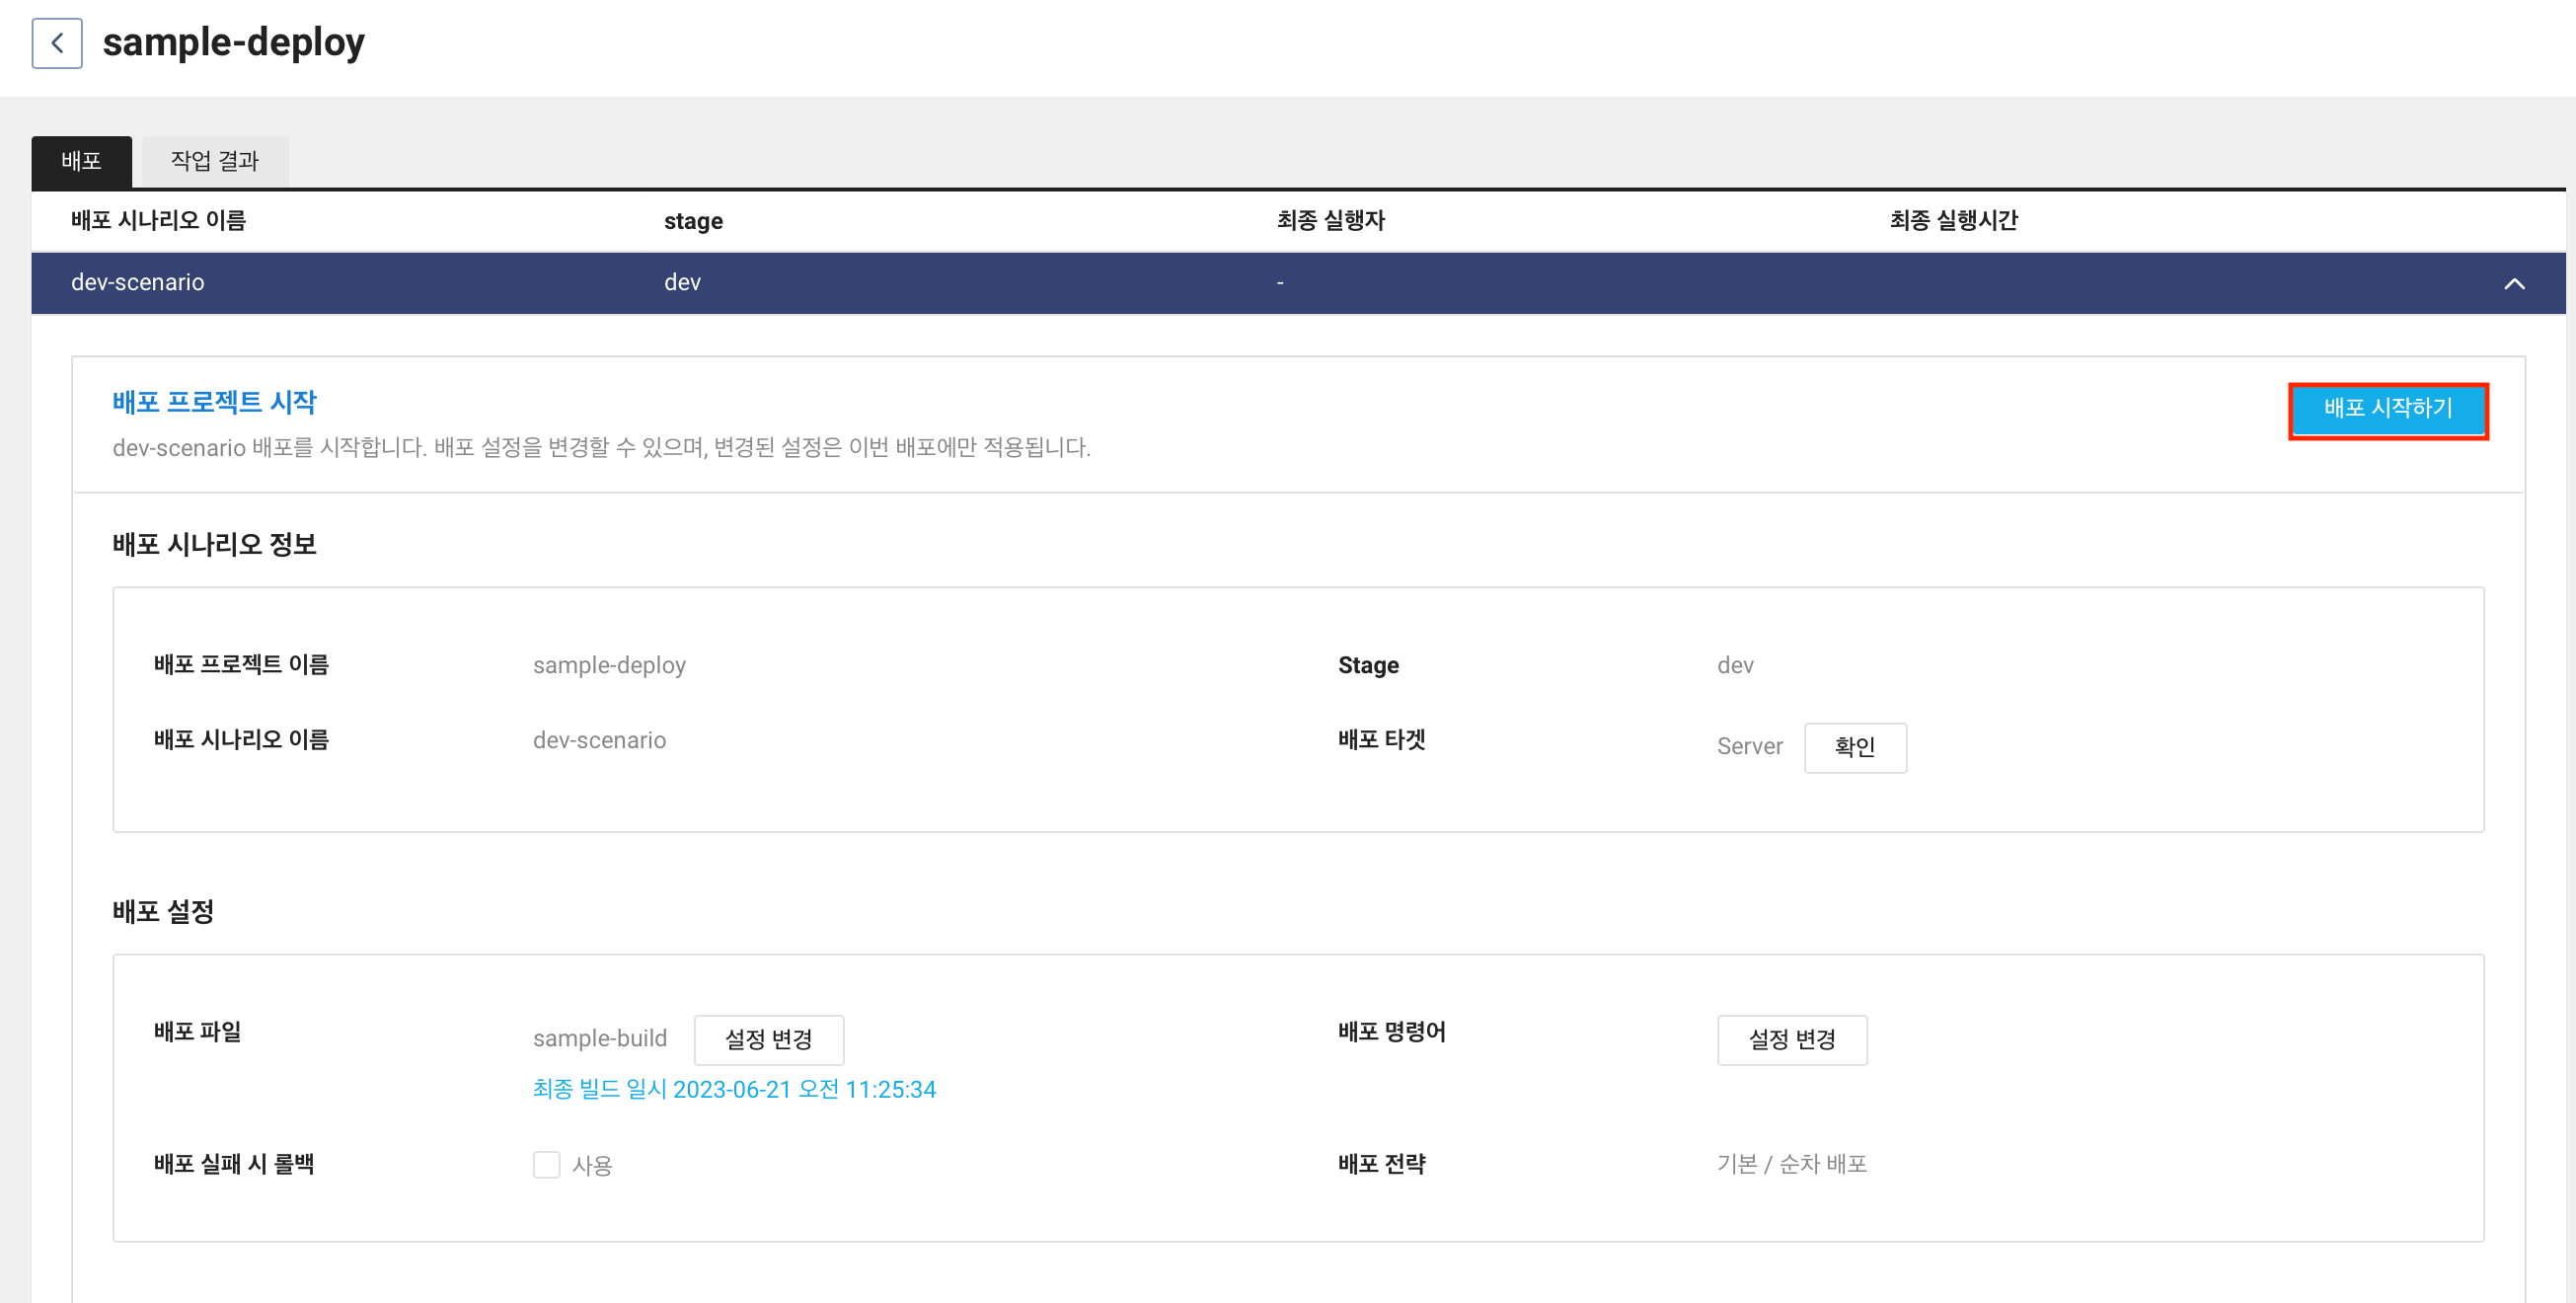 sample-deploy
배포 작업 결과
배포 시나리오 이름 stage 최종 실행자 최종 실행시간
dev-scenario dev -
배포 프로젝트 시작
배포 시작하기
dev-scenario 배포를 시작합니다. 배포 설정을 변경할 수 있으며, 변경된 설정은 이번 배포에만 적용됩니다.
배포 시나리오 정보
배포 프로젝트 이름 sample-deploy Stage dev
배포 시나리오 이름 dev-scenario 배포 타겟 Server 확인
배포 설정
배포 파일 sample-build 설정 변경 배포 명령어 설정 변경
최종 빌드 일시 2023-06-21 오전 11:25:34
배포 실패 시 롤백 사용 배포 전략 기본 / 순차 배포